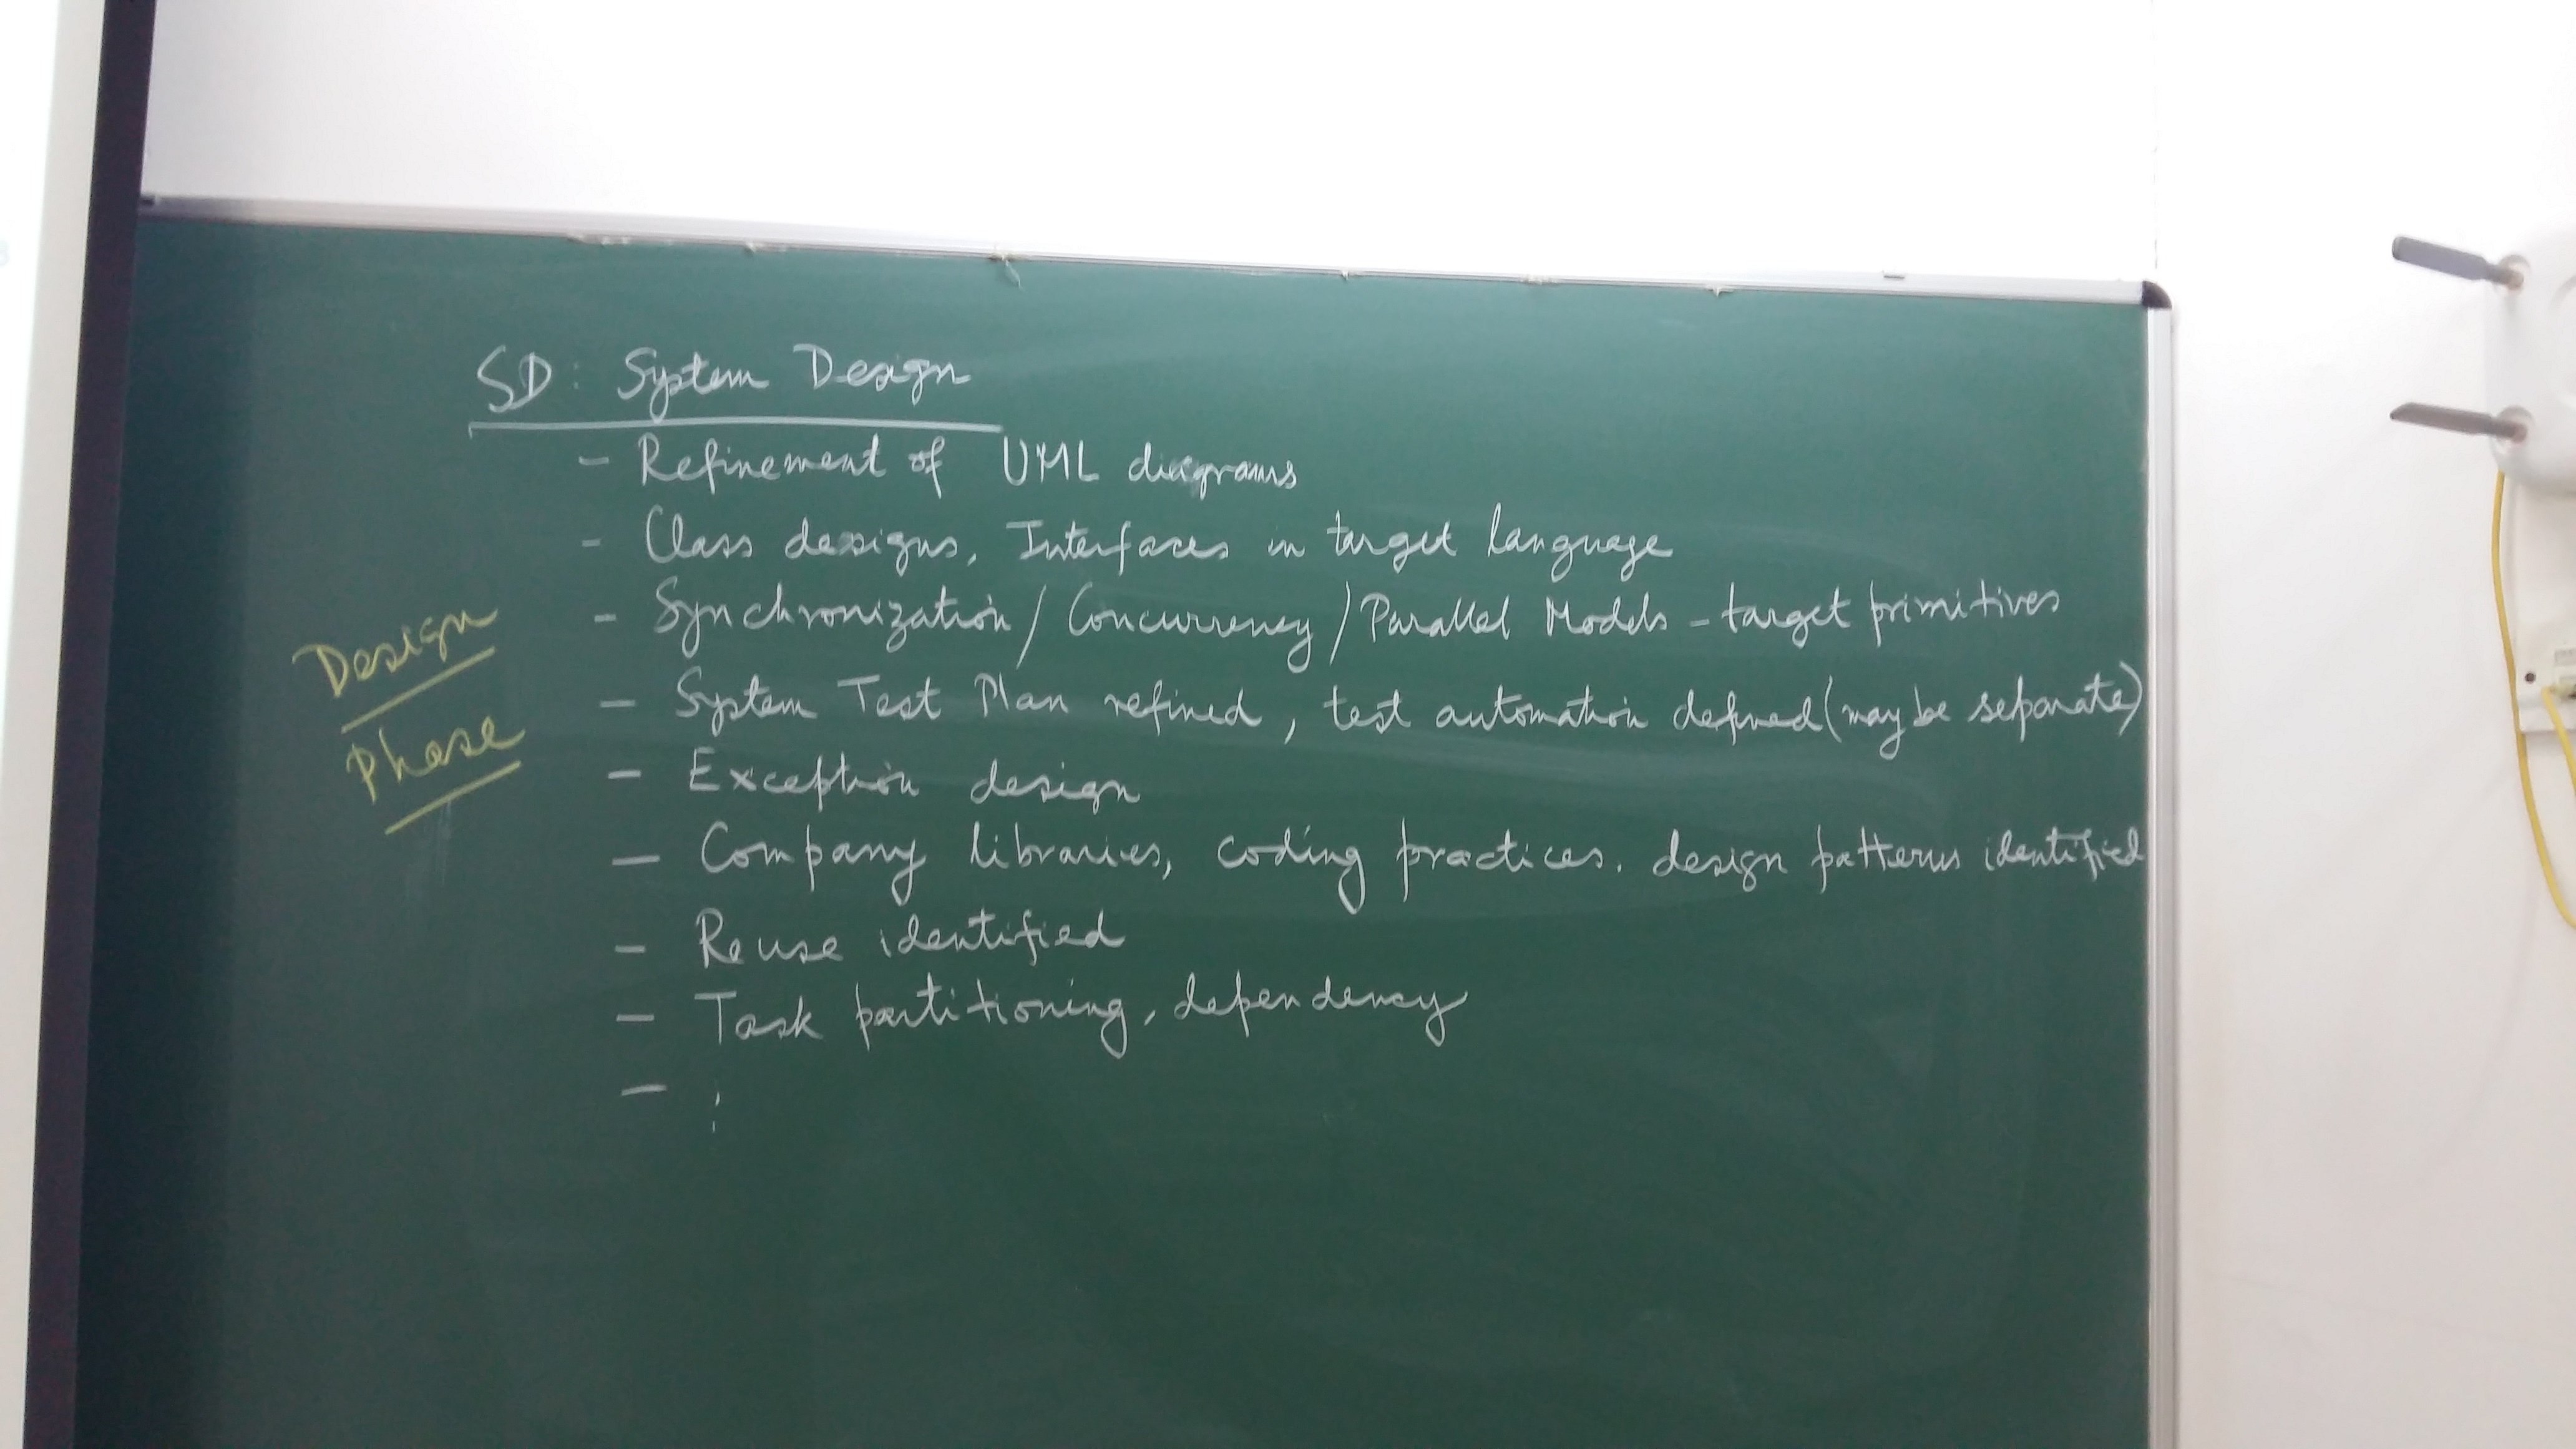 SD: System Design
- Refinement of UML diagrams
- Class designs, Interfaces in target language
- Synchronization/Concurrency/Parallel Models - target primitives
- System Test Plan refined, test automation defined (may be separate)
- Exception design
- Company libraries, coding practices, design patterns identified
- Reuse identified
- Task partitioning, dependency
- ⋮
Design
Phase